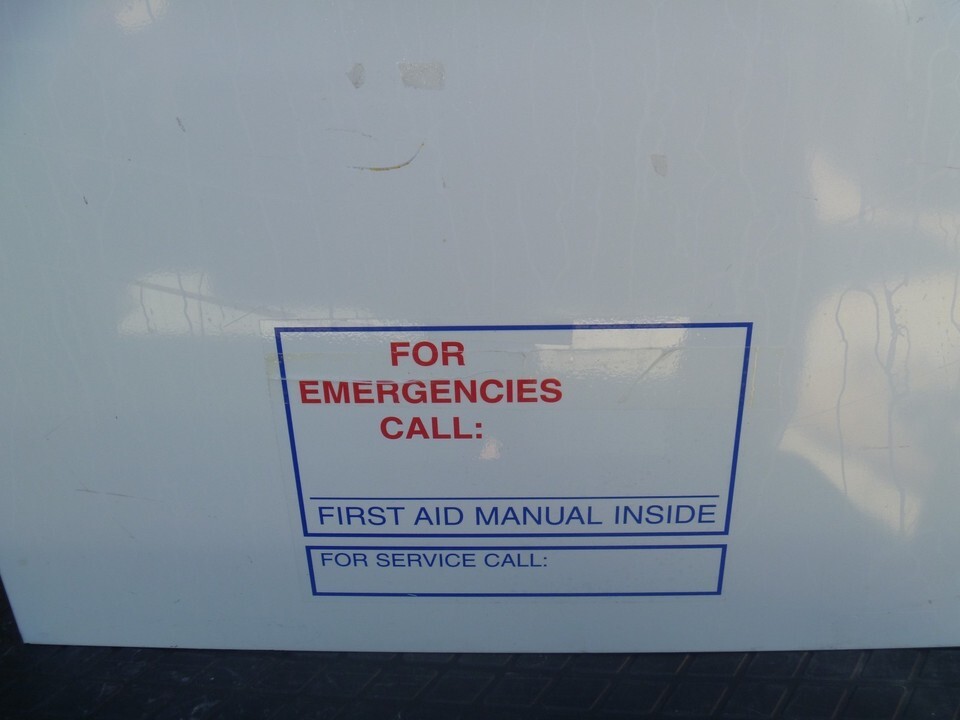 FOR
EMERGENCIES
CALL:
FIRST AID MANUAL INSIDE
FOR SERVICE CALL: